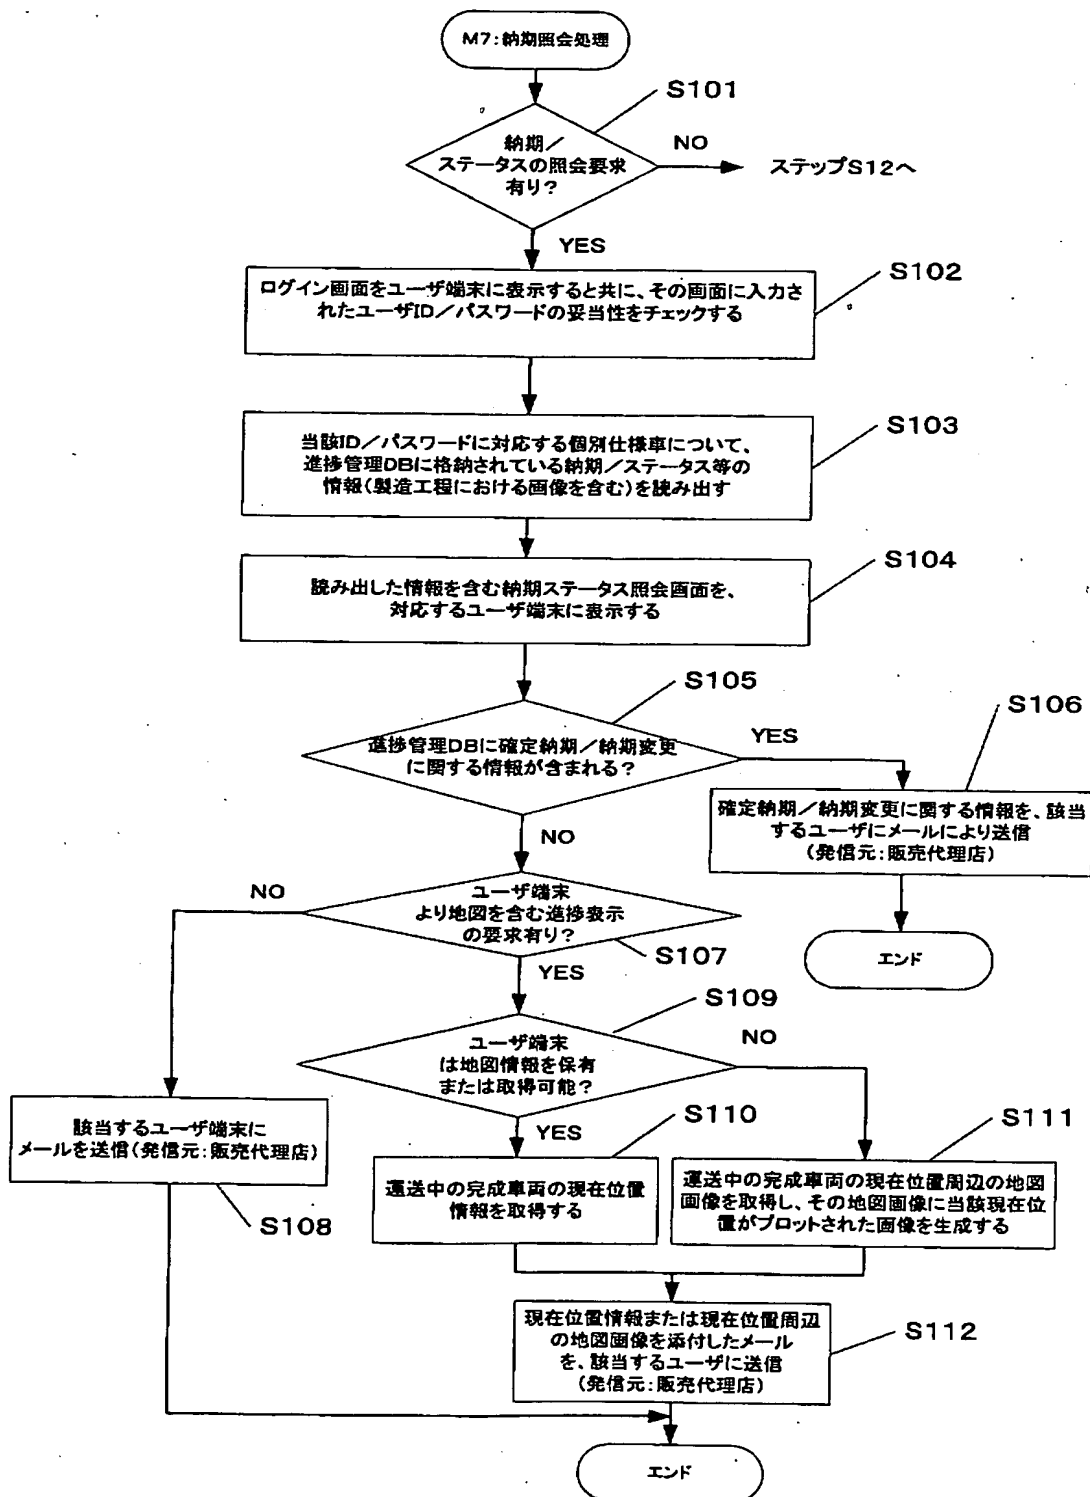 M7:納期照会処理
S101
納期／
ステータスの照会要求
有り？
NO
ステップS12へ
YES
S102
ログイン画面をユーザ端末に表示すると共に、その画面に入力さ
れたユーザID／パスワードの妥当性をチェックする
S103
当該ID／パスワードに対応する個別仕様車について、
進捗管理DBに格納されている納期／ステータス等の
情報(製造工程における画像を含む)を読み出す
S104
読み出した情報を含む納期ステータス照会画面を、
対応するユーザ端末に表示する
S105
進捗管理DBに確定納期／納期変更
に関する情報が含まれる？
YES
S106
確定納期／納期変更に関する情報を、該当
するユーザにメールにより送信
(発信元:販売代理店)
エンド
NO
NO
ユーザ端末
より地図を含む進捗表示
の要求有り？
S107
YES
S109
ユーザ端末
は地図情報を保有
または取得可能？
NO
YES
該当するユーザ端末に
メールを送信(発信元:販売代理店)
S108
S110
運送中の完成車両の現在位置
情報を取得する
S111
運送中の完成車両の現在位置周辺の地図
画像を取得し、その地図画像に当該現在位
置がプロットされた画像を生成する
現在位置情報または現在位置周辺
の地図画像を添付したメール
を、該当するユーザに送信
(発信元:販売代理店)
S112
エンド